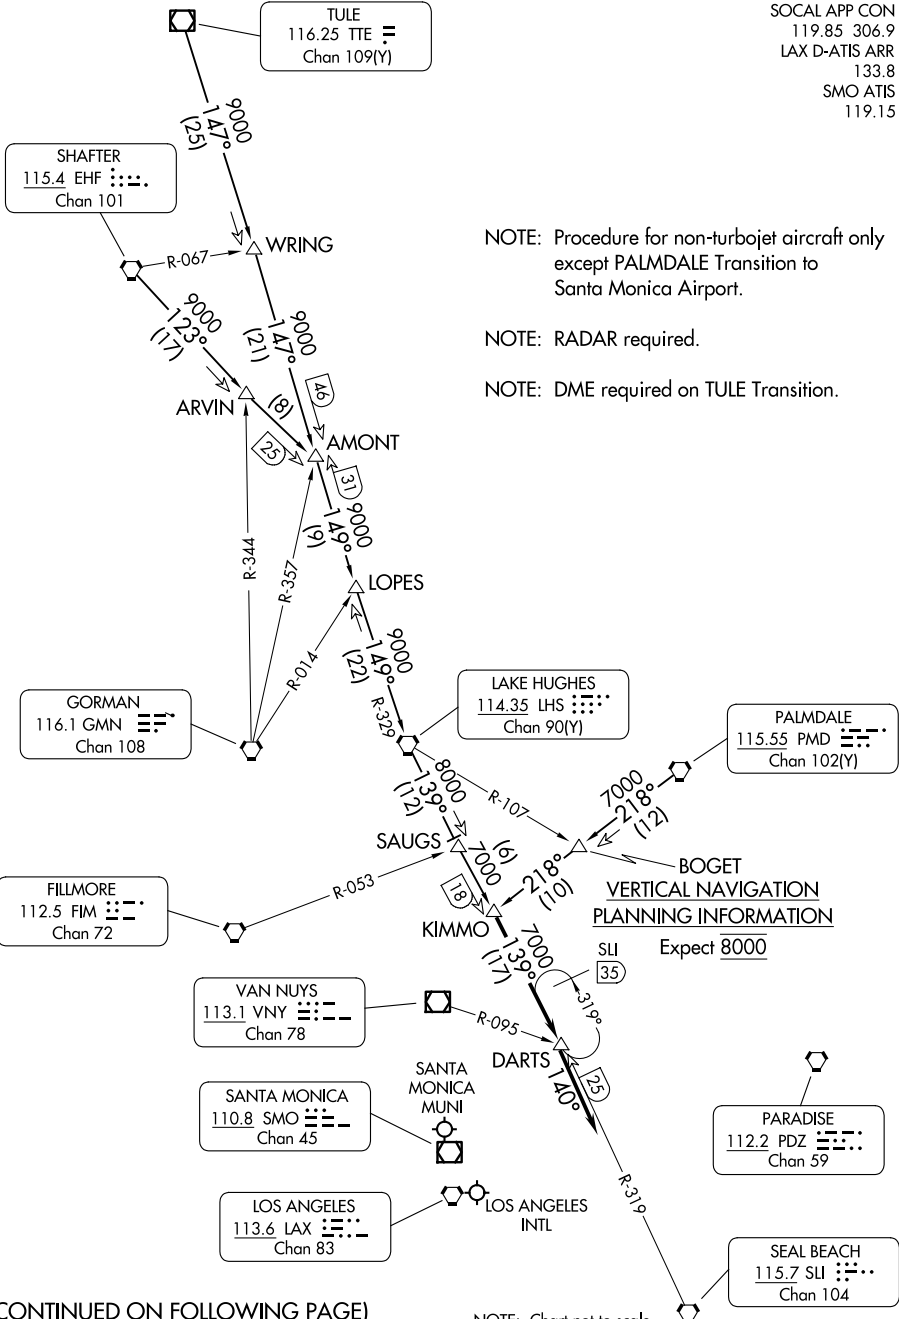 TULE
116.25 TTE
Chan 109(Y)
SOCAL APP CON
119.85 306.9
LAX D-ATIS ARR
133.8
SMO ATIS
119.15
9000
147°
(25)
SHAFTER
115.4 EHF
Chan 101
R-067
WRING
NOTE: Procedure for non-turbojet aircraft only
except PALMDALE Transition to
Santa Monica Airport.
NOTE: RADAR required.
NOTE: DME required on TULE Transition.
9000
123°
(17)
9000
147°
(21)
46
ARVIN
(8)
25
AMONT
31
9000
149°
(9)
R-344
R-357
R-014
LOPES
9000
149°
(22)
R-329
GORMAN
116.1 GMN
Chan 108
LAKE HUGHES
114.35 LHS
Chan 90(Y)
PALMDALE
115.55 PMD
Chan 102(Y)
8000
139°
(12)
R-107
7000
218°
(12)
SAUGS
(6)
7000
18
218°
(10)
BOGET
VERTICAL NAVIGATION
PLANNING INFORMATION
Expect 8000
FILLMORE
112.5 FIM
Chan 72
R-053
KIMMO
7000
139°
(17)
SLI
35
319°
VAN NUYS
113.1 VNY
Chan 78
R-095
DARTS
25
140°
SANTA
MONICA
MUNI
SANTA MONICA
110.8 SMO
Chan 45
PARADISE
112.2 PDZ
Chan 59
R-319
LOS ANGELES
113.6 LAX
Chan 83
LOS ANGELES
INTL
SEAL BEACH
115.7 SLI
Chan 104
CONTINUED ON FOLLOWING PAGE)
NOTE: Chart not to scale